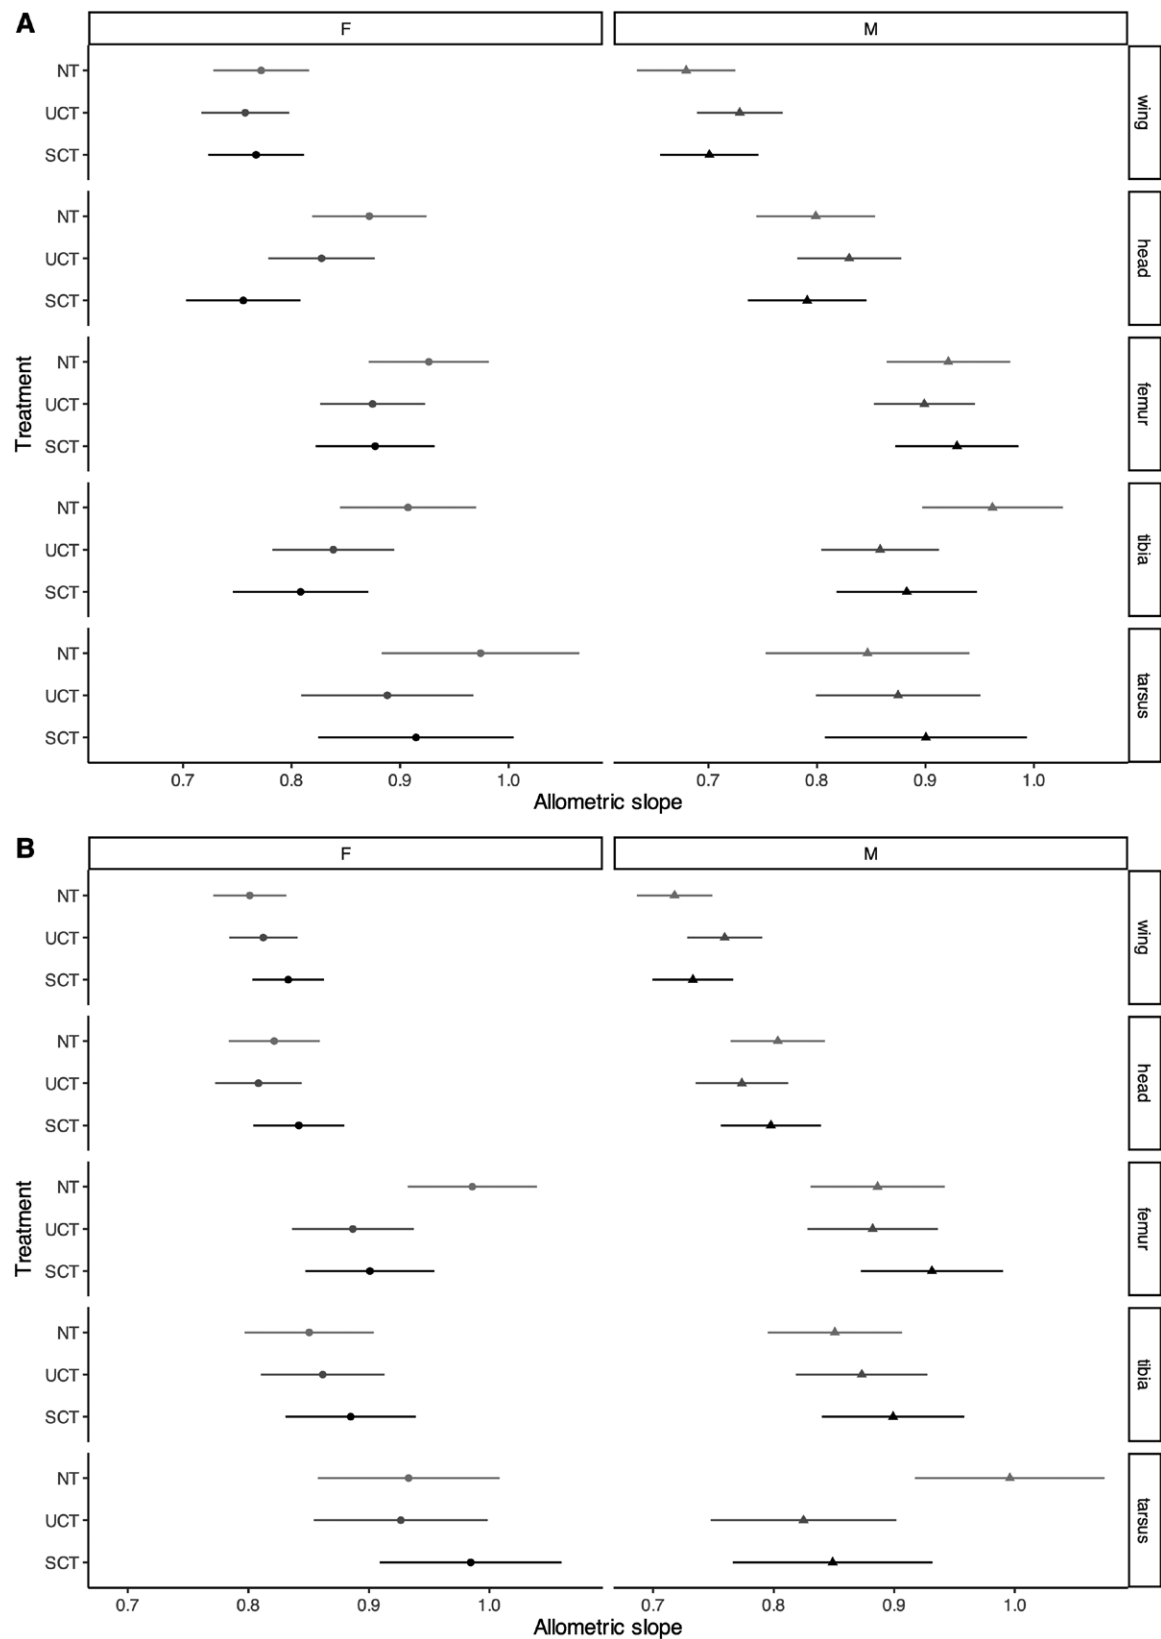 A
F M
NT
UCT
SCT
wing
NT
UCT
SCT
head
Treatment
NT
UCT
SCT
femur
NT
UCT
SCT
tibia
NT
UCT
SCT
tarsus
0.7 0.8 0.9 1.0 0.7 0.8 0.9 1.0
Allometric slope
B
F M
NT
UCT
SCT
wing
NT
UCT
SCT
head
Treatment
NT
UCT
SCT
femur
NT
UCT
SCT
tibia
NT
UCT
SCT
tarsus
0.7 0.8 0.9 1.0 0.7 0.8 0.9 1.0
Allometric slope